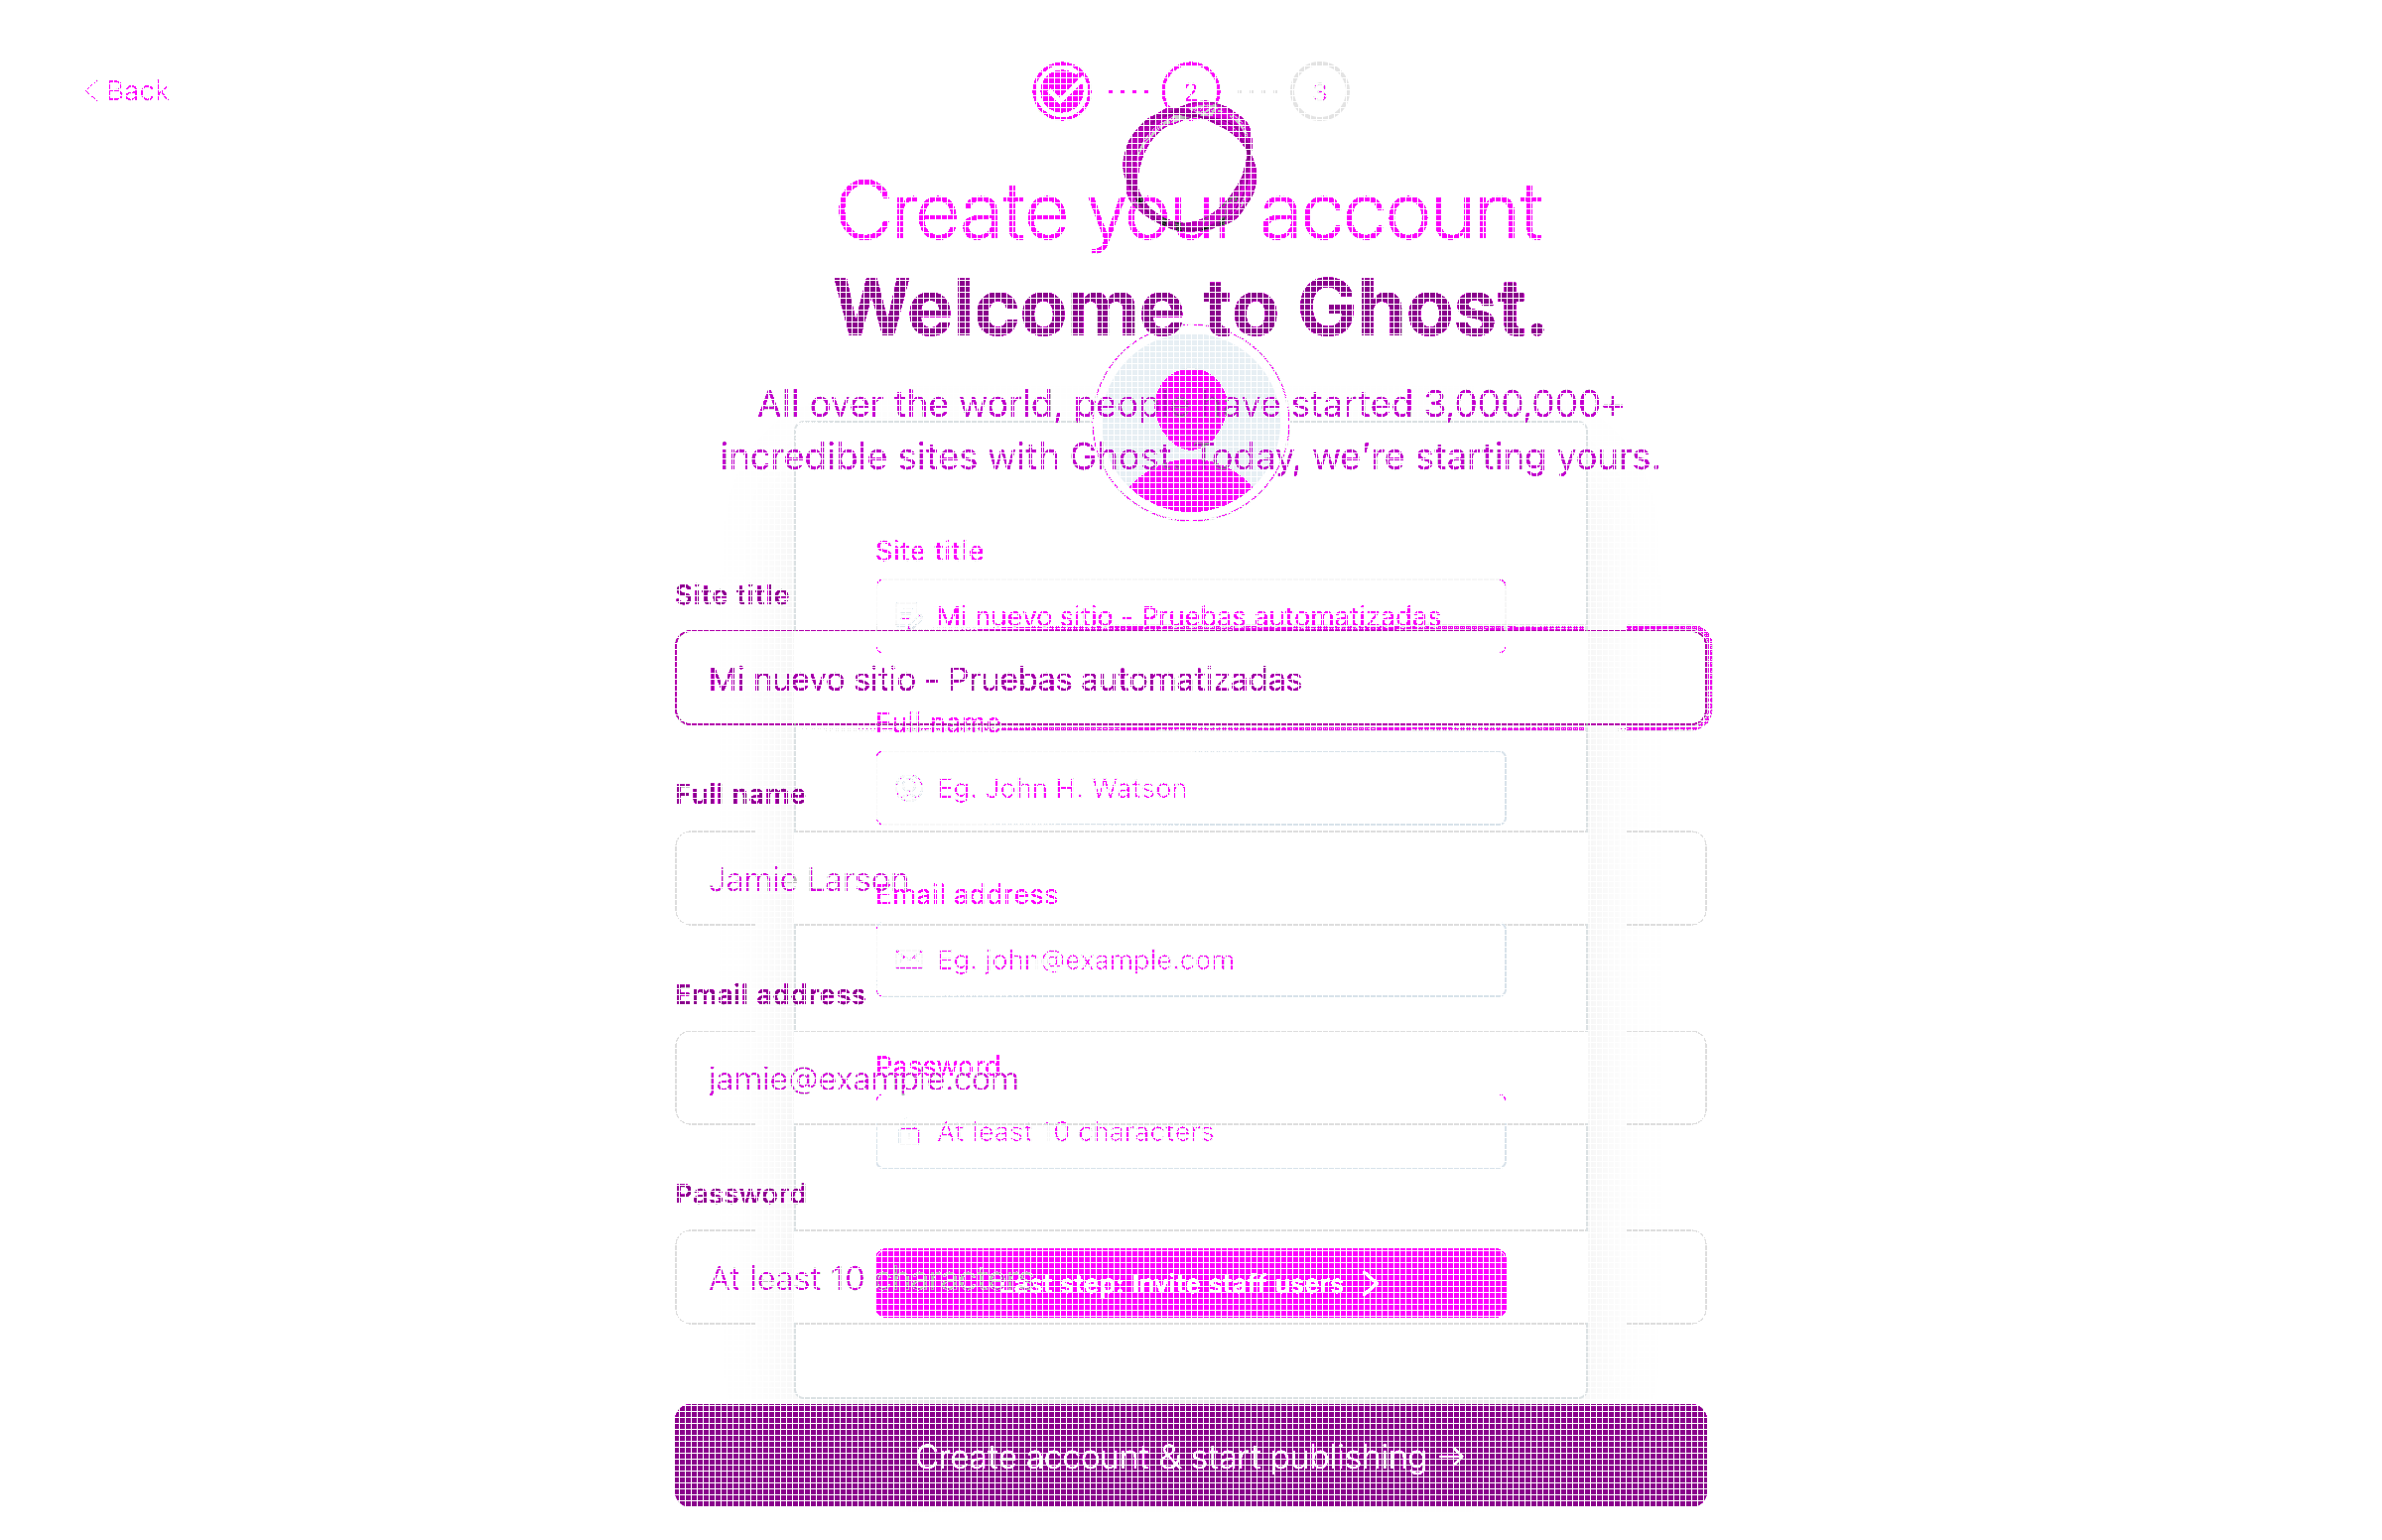 Back
2
3
Create your account
Welcome to Ghost.
All over the world, people have started 3,000,000+
incredible sites with Ghost. Today, we're starting yours.
Site title
Site title
Mi nuevo sitio - Pruebas automatizadas
Mi nuevo sitio - Pruebas automatizadas
Full name
Eg. John H. Watson
Full name
Jamie Larson
Email address
Eg. john@example.com
Email address
jamie@example.com
Password
At least 10 characters
Password
At least 10 characters
Last step: Invite staff users
Create account & start publishing →